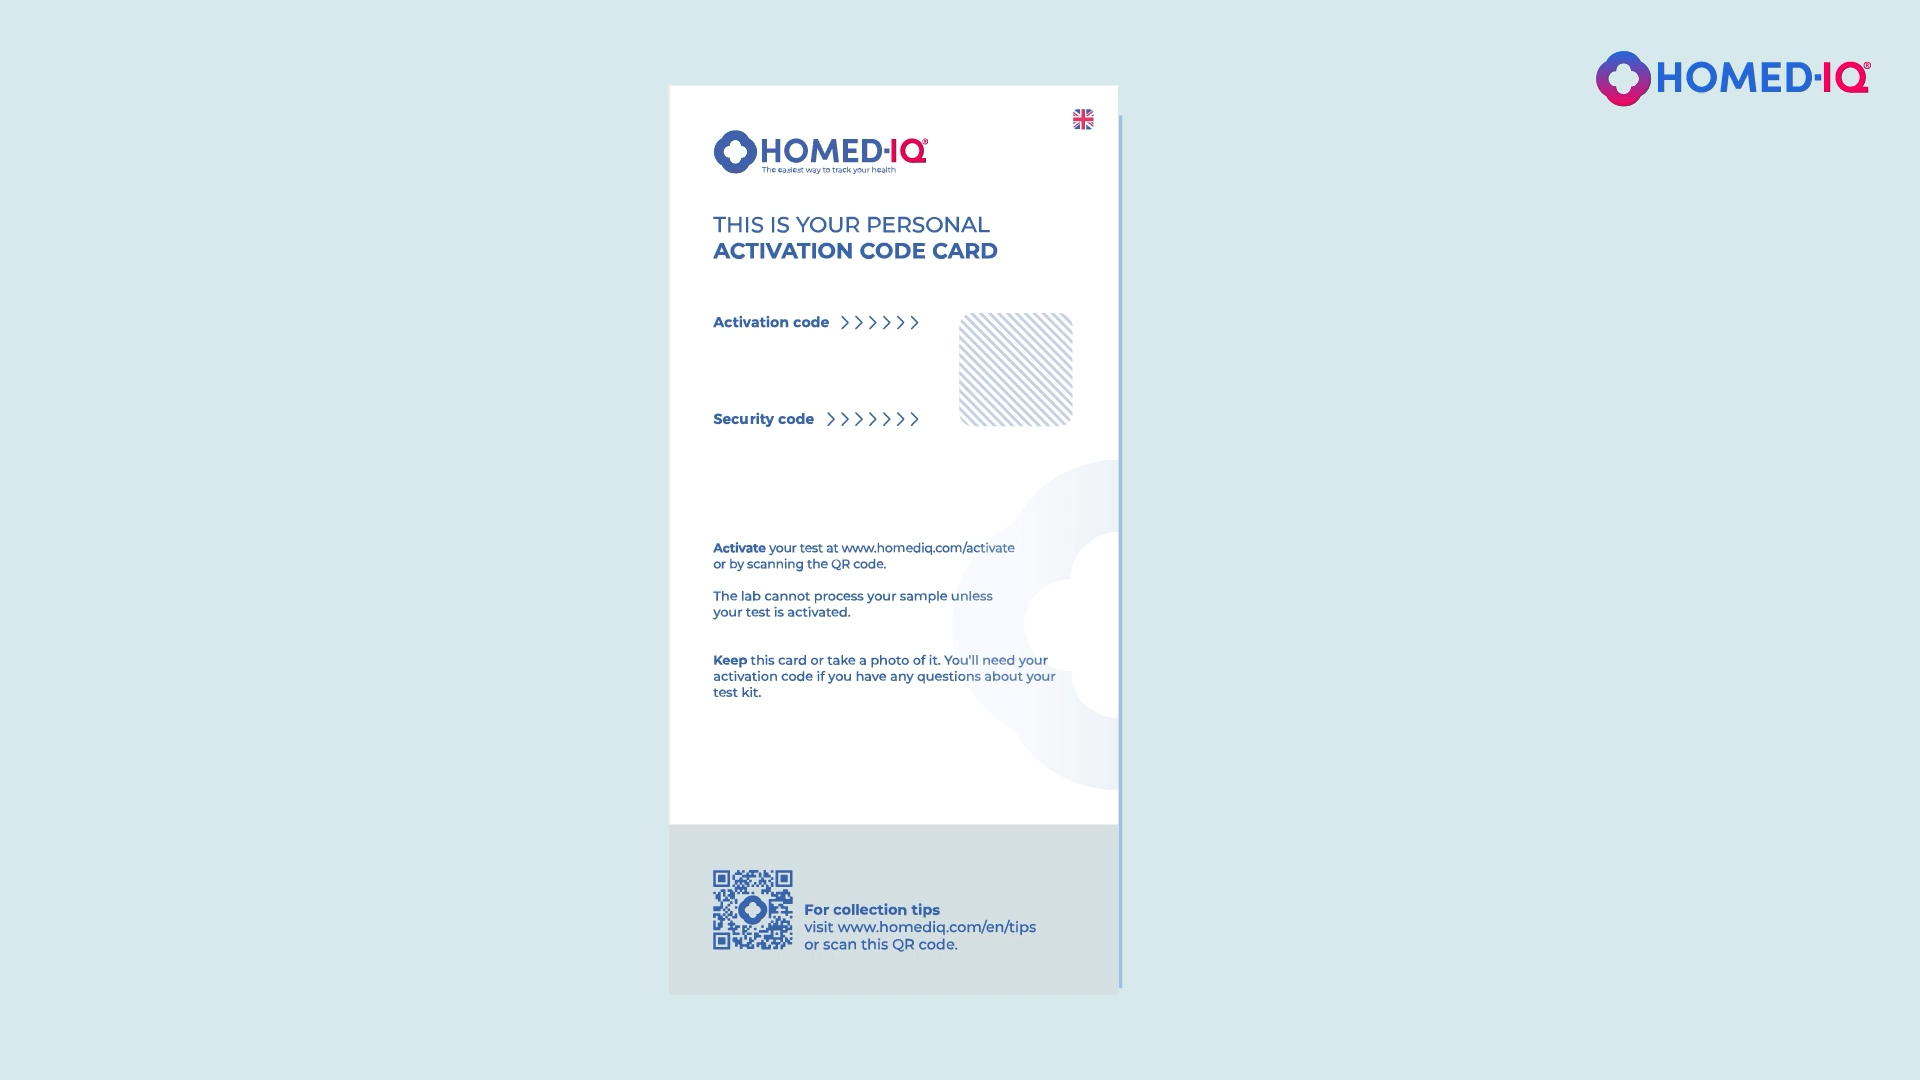 HOMED-IQ®
HOMED-IQ®
The easiest way to track your health
THIS IS YOUR PERSONAL
ACTIVATION CODE CARD
Activation code
Security code
Activate your test at www.homediq.com/activate
or by scanning the QR code.
The lab cannot process your sample unless
your test is activated.
Keep this card or take a photo of it. You'll need your
activation code if you have any questions about your
test kit.
For collection tips
visit www.homediq.com/en/tips
or scan this QR code.